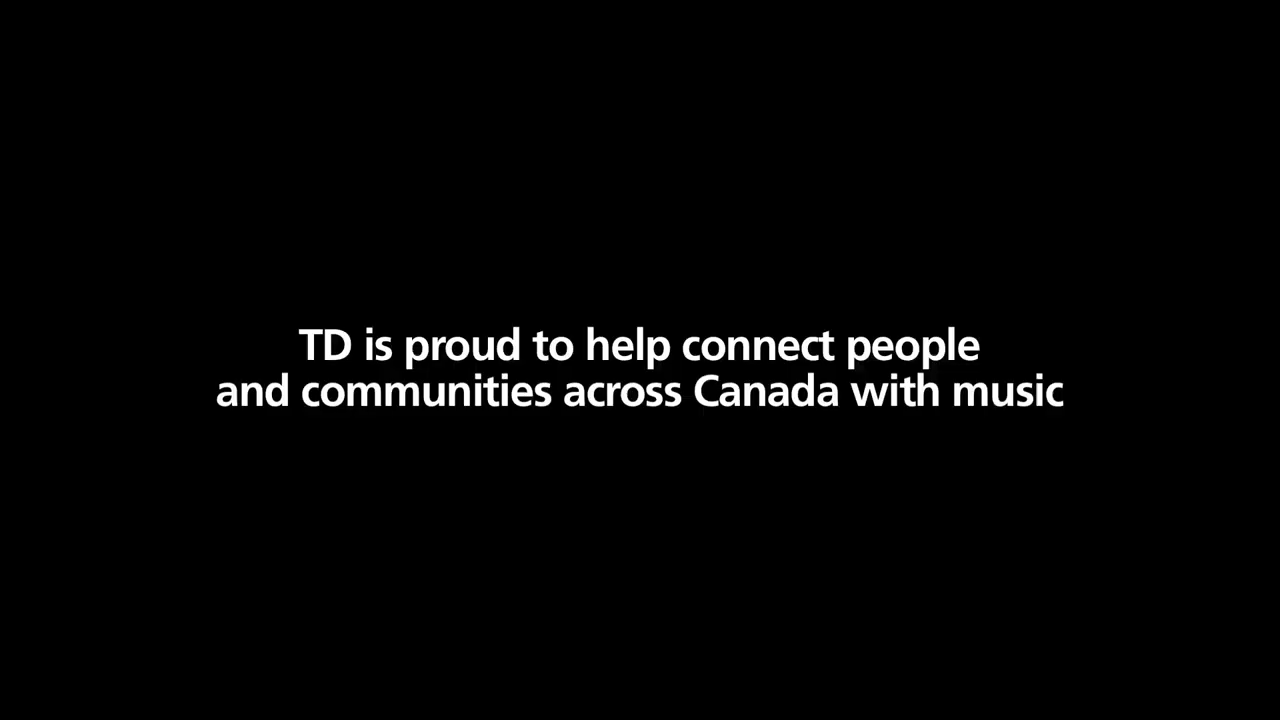 TD is proud to help connect people
and communities across Canada with music